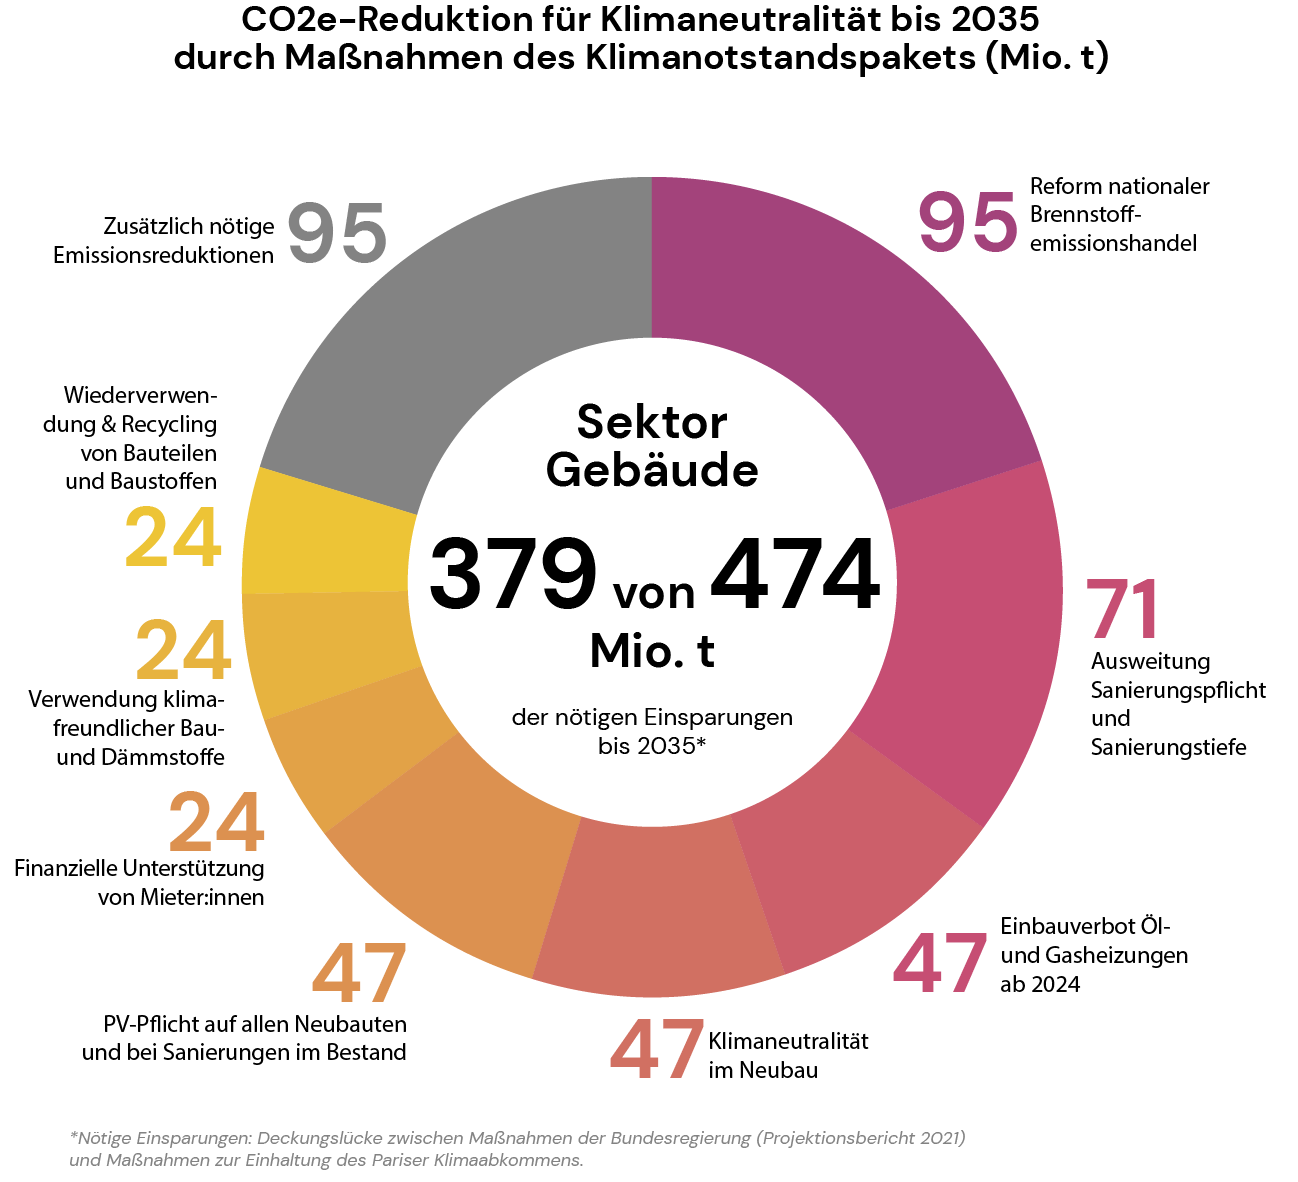 CO2e-Reduktion für Klimaneutralität bis 2035
durch Maßnahmen des Klimanotstandspakets (Mio. t)
95
Reform nationaler
Brennstoff-
emissionshandel
71
Ausweitung
Sanierungspflicht
und
Sanierungstiefe
47
Einbauverbot Öl-
und Gasheizungen
ab 2024
47
Klimaneutralität
im Neubau
47
PV-Pflicht auf allen Neubauten
und bei Sanierungen im Bestand
24
Finanzielle Unterstützung
von Mieter:innen
24
Verwendung klima-
freundlicher Bau-
und Dämmstoffe
Wiederverwen-
dung & Recycling
von Bauteilen
und Baustoffen
24
Zusätzlich nötige
Emissionsreduktionen
95
Sektor
Gebäude
379 von 474
Mio. t
der nötigen Einsparungen
bis 2035*
*Nötige Einsparungen: Deckungslücke zwischen Maßnahmen der Bundesregierung (Projektionsbericht 2021)
und Maßnahmen zur Einhaltung des Pariser Klimaabkommens.